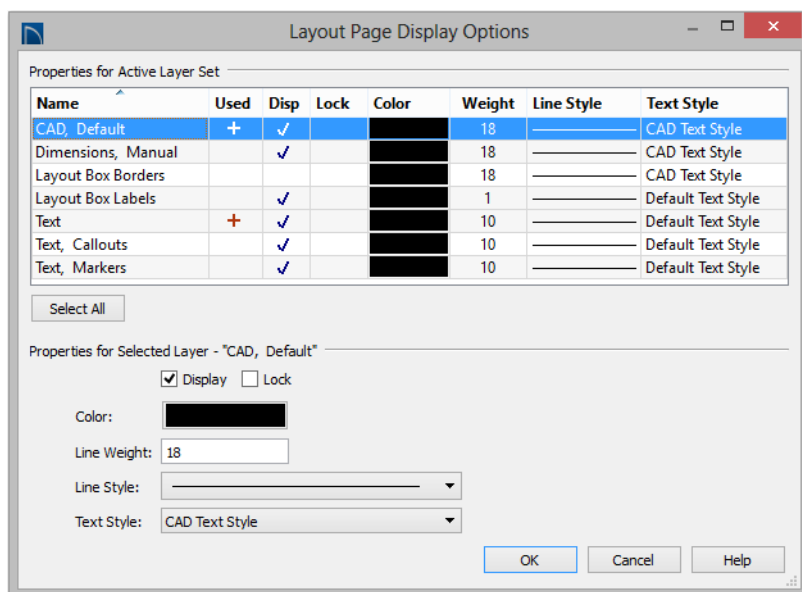 Layout Page Display Options
Properties for Active Layer Set
Name Used Disp Lock Color Weight Line Style Text Style
CAD, Default 18 CAD Text Style
Dimensions, Manual 18 CAD Text Style
Layout Box Borders 18 CAD Text Style
Layout Box Labels 1 Default Text Style
Text 10 Default Text Style
Text, Callouts 10 Default Text Style
Text, Markers 10 Default Text Style
Select All
Properties for Selected Layer - "CAD, Default"
Display Lock
Color:
Line Weight: 18
Line Style:
Text Style: CAD Text Style
OK Cancel Help